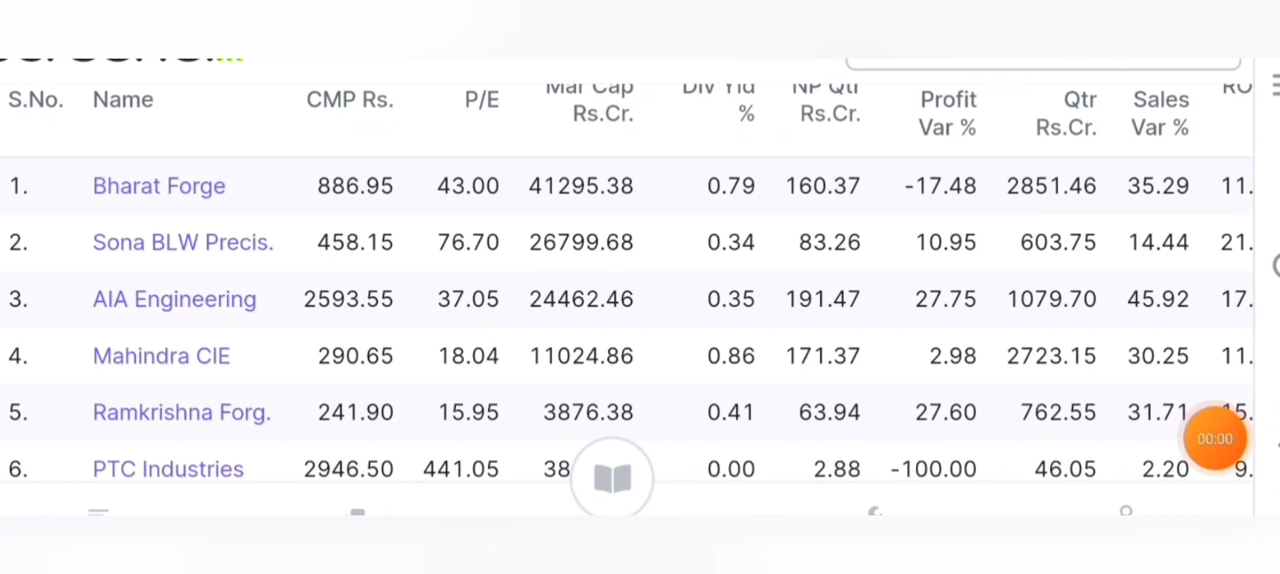 S.No. Name CMP Rs. P/E Mar Cap Rs.Cr. Div Yld % NP Qtr Rs.Cr. Profit Var % Qtr Rs.Cr. Sales Var %
1. Bharat Forge 886.95 43.00 41295.38 0.79 160.37 -17.48 2851.46 35.29 11.
2. Sona BLW Precis. 458.15 76.70 26799.68 0.34 83.26 10.95 603.75 14.44 21.
3. AIA Engineering 2593.55 37.05 24462.46 0.35 191.47 27.75 1079.70 45.92 17.
4. Mahindra CIE 290.65 18.04 11024.86 0.86 171.37 2.98 2723.15 30.25 11.
5. Ramkrishna Forg. 241.90 15.95 3876.38 0.41 63.94 27.60 762.55 31.71 15.
6. PTC Industries 2946.50 441.05 38 0.00 2.88 -100.00 46.05 2.20 9.
00:00